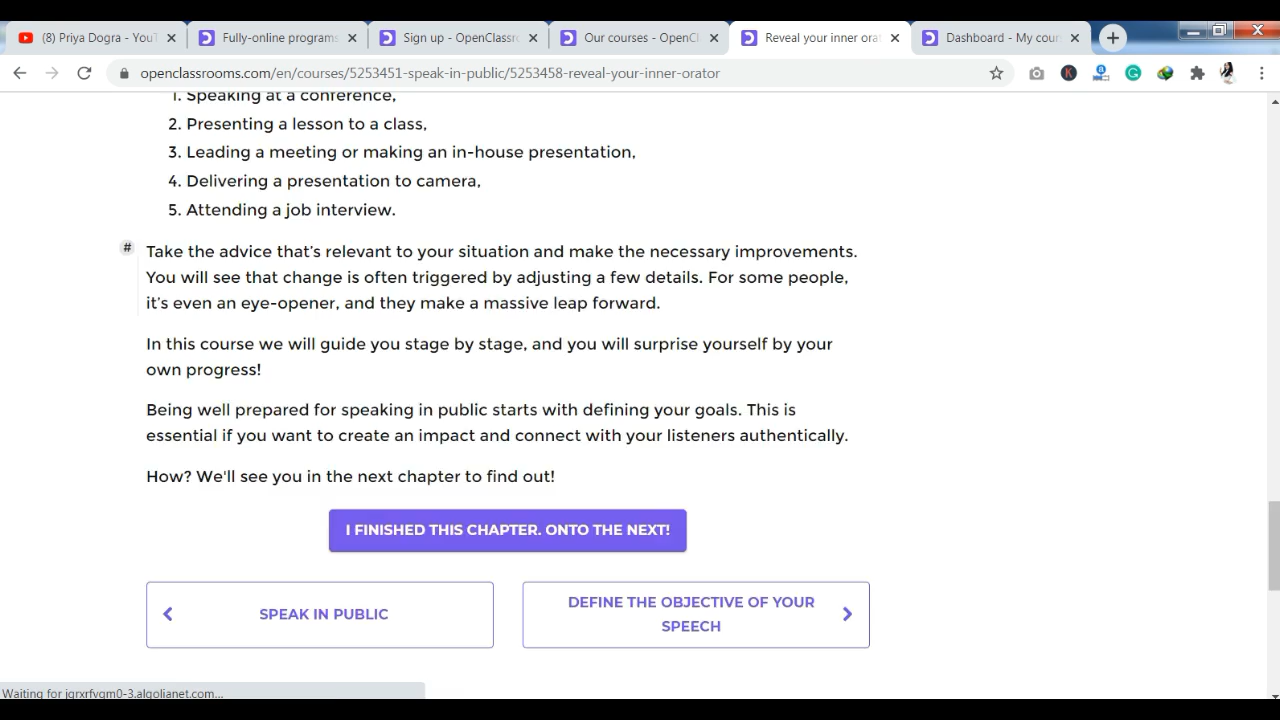 (8) Priya Dogra - YouT
Fully-online programs
Sign up - OpenClassr
Our courses - OpenCl
Reveal your inner orat
Dashboard - My cour
openclassrooms.com/en/courses/5253451-speak-in-public/5253458-reveal-your-inner-orator
1. Speaking at a conference,
2. Presenting a lesson to a class,
3. Leading a meeting or making an in-house presentation,
4. Delivering a presentation to camera,
5. Attending a job interview.
# Take the advice that's relevant to your situation and make the necessary improvements.
You will see that change is often triggered by adjusting a few details. For some people,
it's even an eye-opener, and they make a massive leap forward.
In this course we will guide you stage by stage, and you will surprise yourself by your
own progress!
Being well prepared for speaking in public starts with defining your goals. This is
essential if you want to create an impact and connect with your listeners authentically.
How? We'll see you in the next chapter to find out!
I FINISHED THIS CHAPTER. ONTO THE NEXT!
SPEAK IN PUBLIC
DEFINE THE OBJECTIVE OF YOUR
SPEECH
Waiting for jgrxrfvgm0-3.algolianet.com...